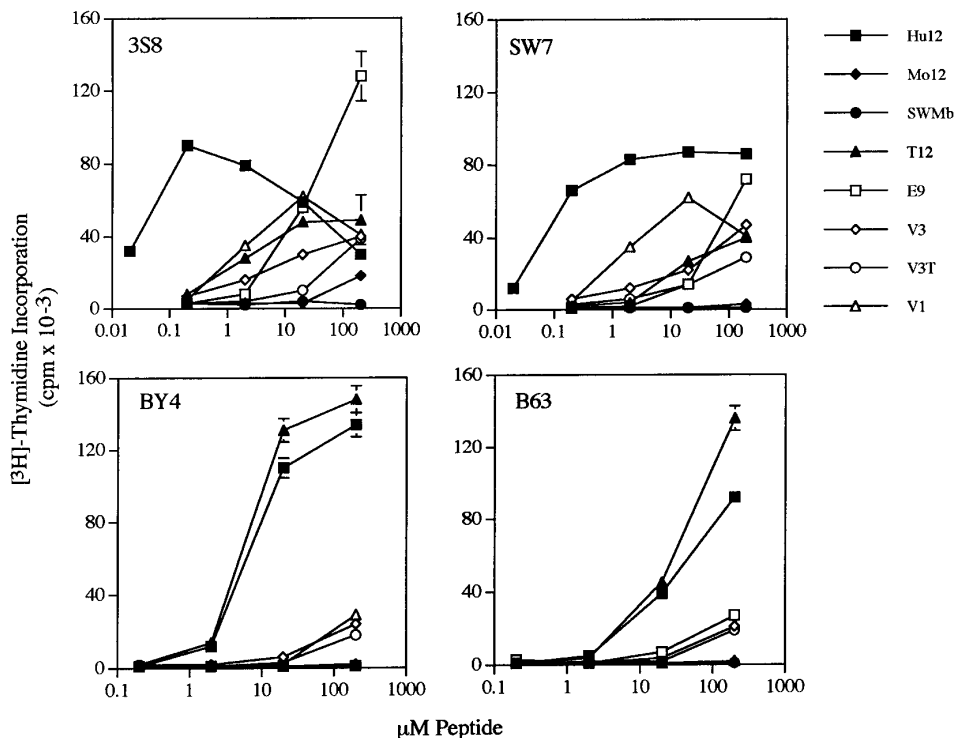 3S8
160
120
80
40
0
0.01 0.1 1 10 100 1000
SW7
160
120
80
40
0
0.01 0.1 1 10 100 1000
Hu12
Mo12
SWMb
T12
E9
V3
V3T
V1
[3H]-Thymidine Incorporation
(cpm x 10-3)
BY4
160
120
80
40
0
0.1 1 10 100 1000
B63
160
120
80
40
0
0.1 1 10 100 1000
µM Peptide